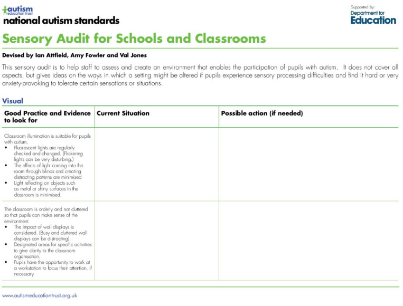 autism
education trust
national autism standards
Supported by:
Department for
Education
Sensory Audit for Schools and Classrooms
Devised by Ian Attfield, Amy Fowler and Val Jones
This sensory audit is to help staff to assess and create an environment that enables the participation of pupils with autism. It does not cover all
aspects, but gives ideas on the ways in which a setting might be altered if pupils experience sensory processing difficulties and find it hard or very
anxiety-provoking to tolerate certain sensations or situations.
Visual
Good Practice and Evidence
to look for
Current Situation
Possible action (if needed)
Classroom illumination is suitable for pupils
with autism.
• Fluorescent lights are regularly
checked and changed. (Flickering
lights can be very disturbing.)
• The effects of light coming into the
room through blinds and creating
distracting patterns are minimised.
• Light reflecting on objects such
as metal or shiny surfaces in the
classroom is minimised.
The classroom is orderly and not cluttered
so that pupils can make sense of the
environment.
• The impact of wall displays is
considered. (Busy and cluttered wall
displays can be distracting)
• Designated areas for specific activities
to give clarity to the classroom
organisation.
• Pupils have the opportunity to work at
a workstation to focus their attention, if
necessary.
www.autismeducationtrust.org.uk